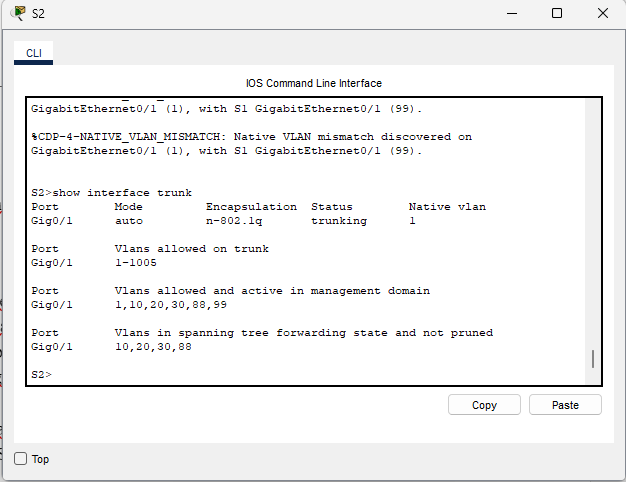 S2
CLI
IOS Command Line Interface
GigabitEthernet0/1 (1), with S1 GigabitEthernet0/1 (99).
%CDP-4-NATIVE_VLAN_MISMATCH: Native VLAN mismatch discovered on
GigabitEthernet0/1 (1), with S1 GigabitEthernet0/1 (99).
S2>show interface trunk
Port Mode Encapsulation Status Native vlan
Gig0/1 auto n-802.1q trunking 1
Port Vlans allowed on trunk
Gig0/1 1-1005
Port Vlans allowed and active in management domain
Gig0/1 1,10,20,30,88,99
Port Vlans in spanning tree forwarding state and not pruned
Gig0/1 10,20,30,88
S2>
Copy Paste
Top